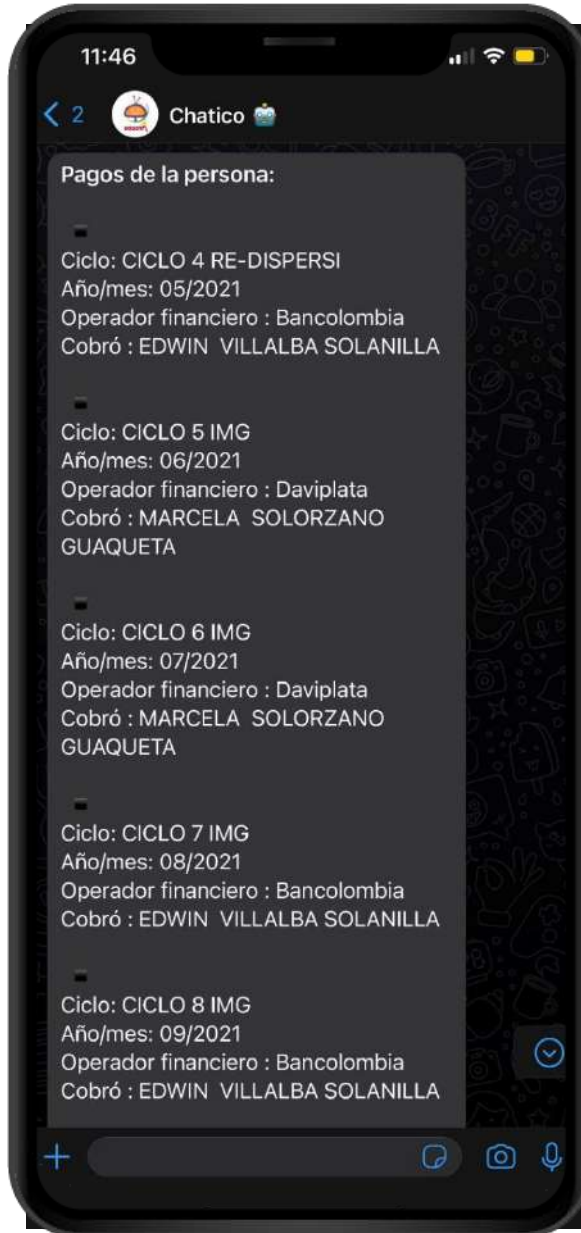 11:46
2
Chatico
Pagos de la persona:
Ciclo: CICLO 4 RE-DISPERSI
Año/mes: 05/2021
Operador financiero : Bancolombia
Cobró : EDWIN VILLALBA SOLANILLA
Ciclo: CICLO 5 IMG
Año/mes: 06/2021
Operador financiero : Daviplata
Cobró : MARCELA SOLORZANO
GUAQUETA
Ciclo: CICLO 6 IMG
Año/mes: 07/2021
Operador financiero : Daviplata
Cobró : MARCELA SOLORZANO
GUAQUETA
Ciclo: CICLO 7 IMG
Año/mes: 08/2021
Operador financiero : Bancolombia
Cobró : EDWIN VILLALBA SOLANILLA
Ciclo: CICLO 8 IMG
Año/mes: 09/2021
Operador financiero : Bancolombia
Cobró : EDWIN VILLALBA SOLANILLA